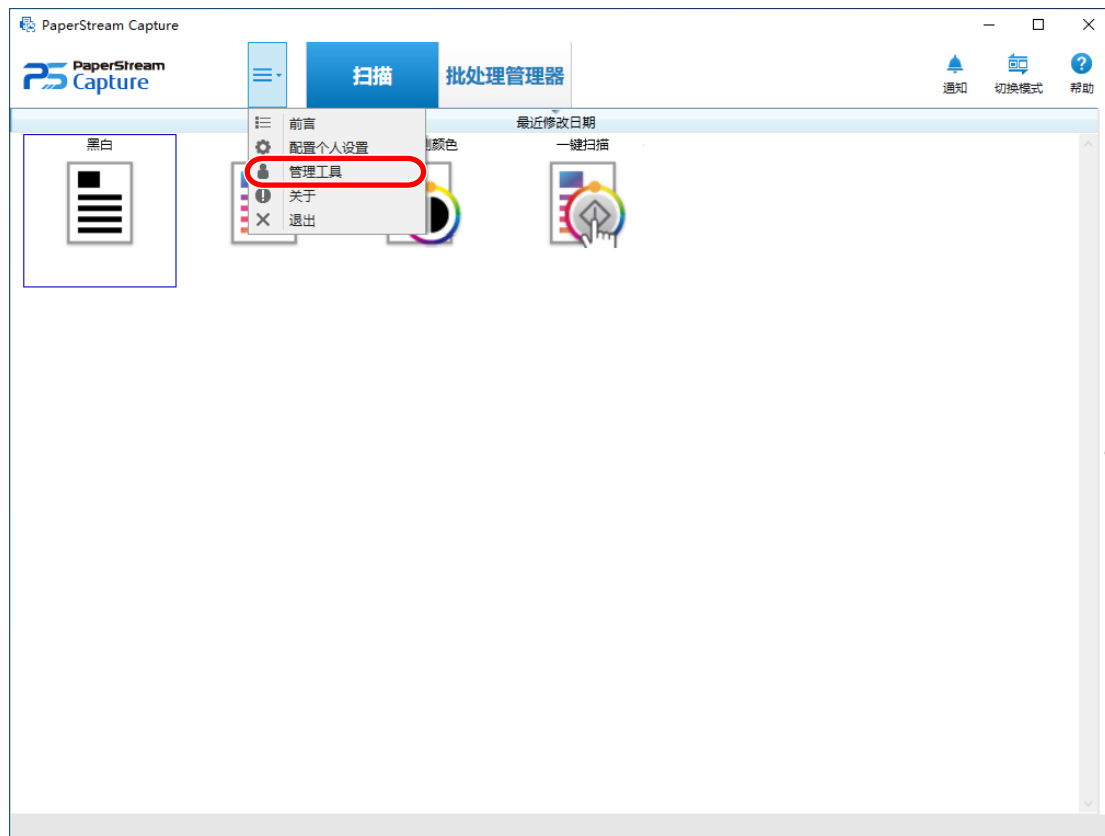 PaperStream Capture
PaperStream
Capture
扫描
批处理管理器
通知
切换模式
帮助
最近修改日期
前言
配置个人设置
管理工具
关于
退出
黑白
颜色
一键扫描